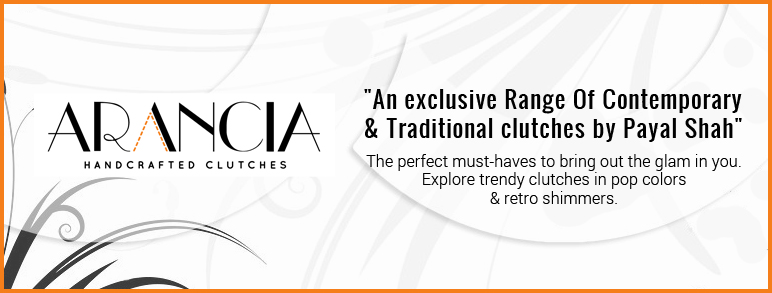 ARANCIA
HANDCRAFTED CLUTCHES
"An exclusive Range Of Contemporary
& Traditional clutches by Payal Shah"
The perfect must-haves to bring out the glam in you.
Explore trendy clutches in pop colors
& retro shimmers.